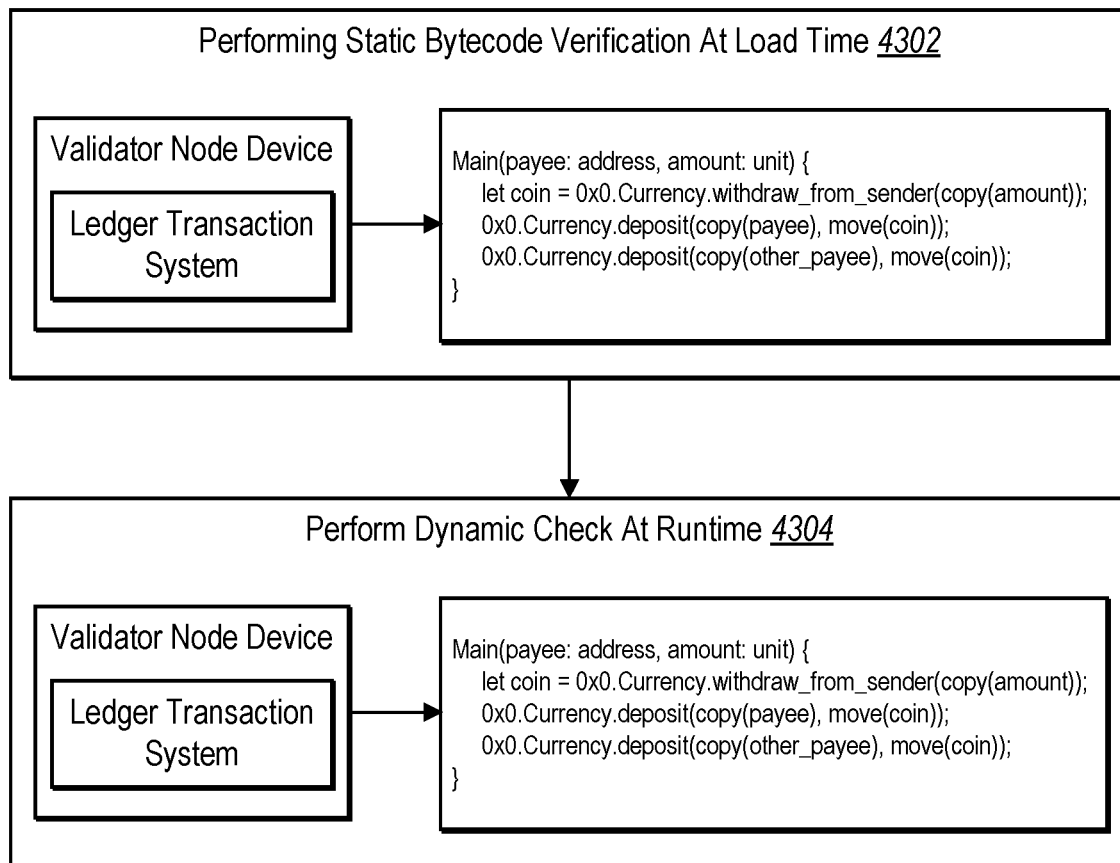 Performing Static Bytecode Verification At Load Time 4302
Validator Node Device
Ledger Transaction
System
Main(payee: address, amount: unit) {
let coin = 0x0.Currency.withdraw_from_sender(copy(amount));
0x0.Currency.deposit(copy(payee), move(coin));
0x0.Currency.deposit(copy(other_payee), move(coin));
}
Perform Dynamic Check At Runtime 4304
Validator Node Device
Ledger Transaction
System
Main(payee: address, amount: unit) {
let coin = 0x0.Currency.withdraw_from_sender(copy(amount));
0x0.Currency.deposit(copy(payee), move(coin));
0x0.Currency.deposit(copy(other_payee), move(coin));
}